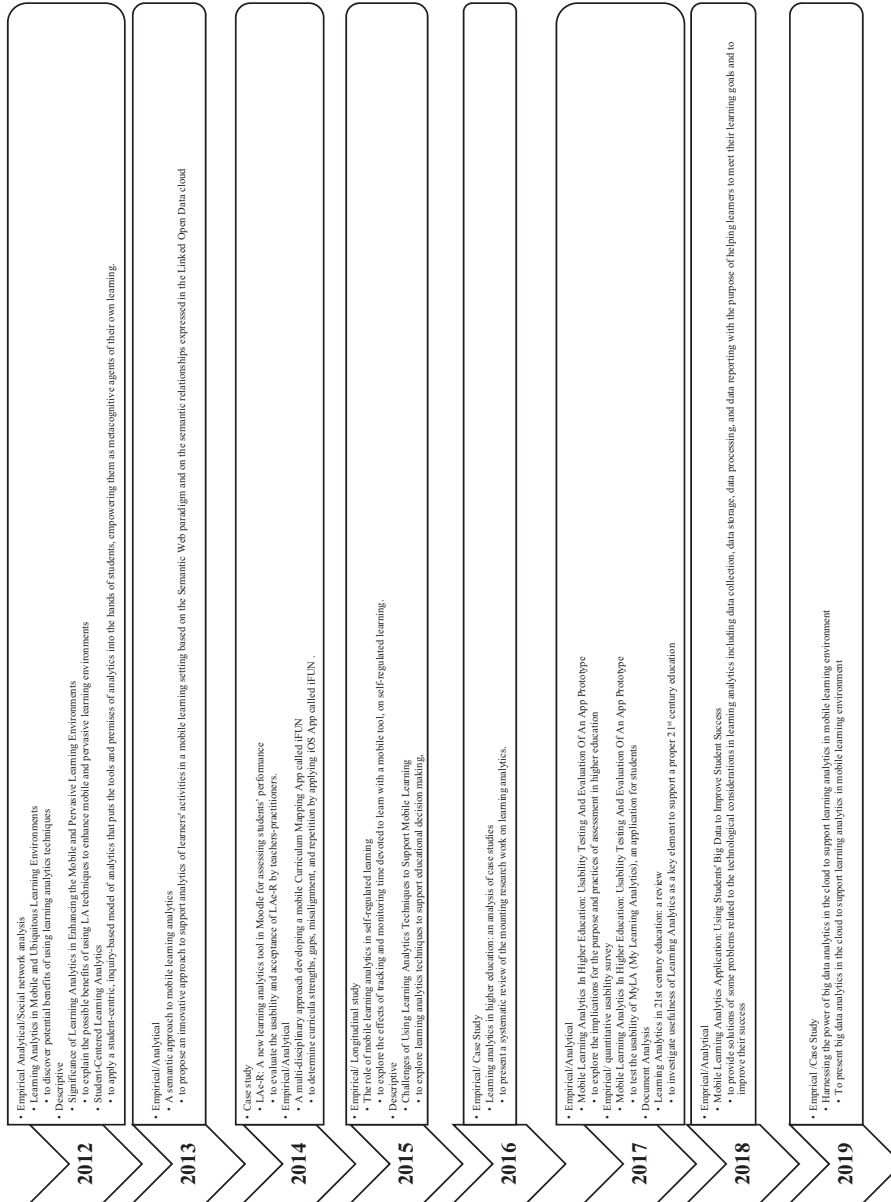 2012
• Empirical Analytical/Social network analysis
• Learning Analytics in Mobile and Ubiquitous Learning Environments
• to discover potential benefits of using learning analytics techniques
• Descriptive
• Significance of Learning Analytics in Enhancing the Mobile and Pervasive Learning Environments
• to explain the possible benefits of using LA techniques to enhance mobile and pervasive learning environments
• Student-Centered Learning Analytics
• to apply a student-centric, inquiry-based model of analytics that puts the tools and premises of analytics into the hands of students, empowering them as metacognitive agents of their own learning.
2013
• Empirical/Analytical
• A semantic approach to mobile learning analytics
• to propose an innovative approach to support analytics of learners' activities in a mobile learning setting based on the Semantic Web paradigm and on the semantic relationships expressed in the Linked Open Data cloud
2014
• Case study
• LAe-R: A new learning analytics tool in Moodle for assessing students' performance
• to evaluate the usability and acceptance of LAe-R by teachers-practitioners.
• Empirical/Analytical
• A multi-disciplinary approach developing a mobile Curriculum Mapping App called iFUN
• to determine curricula strengths, gaps, misalignment, and repetition by applying iOS App called iFUN .
2015
• Empirical/ Longitudinal study
• The role of mobile learning analytics in self-regulated learning
• to explore the effects of tracking and monitoring time devoted to learn with a mobile tool, on self-regulated learning.
• Descriptive
• Challenges of Using Learning Analytics Techniques to Support Mobile Learning
• to explore learning analytics techniques to support educational decision making,
2016
• Empirical/ Case Study
• Learning analytics in higher education: an analysis of case studies
• to present a systematic review of the mounting research work on learning analytics.
2017
• Empirical/Analytical
• Mobile Learning Analytics In Higher Education: Usability Testing And Evaluation Of An App Prototype
• to explore the implications for the purpose and practices of assessment in higher education
• Empirical/ quantitative usability survey
• Mobile Learning Analytics In Higher Education: Usability Testing And Evaluation Of An App Prototype
• to test the usability of MyLA (My Learning Analytics), an application for students
• Document Analysis
• Learning Analytics in 21st century education: a review
• to investigate usefulness of Learning Analytics as a key element to support a proper 21st century education
2018
• Emprical/Analytical
• Mobile Learning Analytics Application: Using Students' Big Data to Improve Student Success
• to provide solutions of some problems related to the technological considerations in learning analytics including data collection, data storage, data processing, and data reporting with the purpose of helping learners to meet their learning goals and to
improve their success
2019
• Emprical /Case Study
• Harnessing the power of big data analytics in the cloud to support learning analytics in mobile learning environment
• To present big data analytics in the cloud to support learning analytics in mobile learning environment